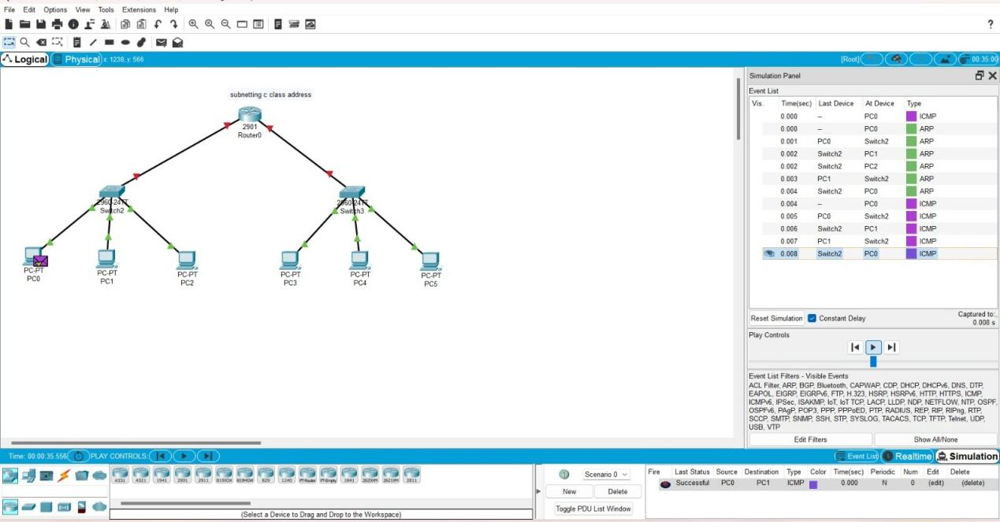 File Edit Options View Tools Extensions Help
?
Logical Physical x: 1239, y: 566 [Root] 00:35:00
subnetting c class address
2901
Router0
2960-24TT
Switch2
2960-24TT
Switch3
PC-PT
PC0
PC-PT
PC1
PC-PT
PC2
PC-PT
PC3
PC-PT
PC4
PC-PT
PC5
Simulation Panel
Event List
Vis. Time(sec) Last Device At Device Type
0.000 -- PC0 ICMP
0.000 -- PC0 ARP
0.001 PC0 Switch2 ARP
0.002 Switch2 PC1 ARP
0.002 Switch2 PC2 ARP
0.003 PC1 Switch2 ARP
0.004 Switch2 PC0 ARP
0.004 -- PC0 ICMP
0.005 PC0 Switch2 ICMP
0.006 Switch2 PC1 ICMP
0.007 PC1 Switch2 ICMP
0.008 Switch2 PC0 ICMP
Reset Simulation Constant Delay Captured to:
0.008 s
Play Controls
Event List Filters - Visible Events
ACL Filter, ARP, BGP, Bluetooth, CAPWAP, CDP, DHCP, DHCPv6, DNS, DTP,
EAPOL, EIGRP, EIGRPv6, FTP, H.323, HSRP, HSRPv6, HTTP, HTTPS, ICMP,
ICMPv6, IPSec, ISAKMP, IoT, IoT TCP, LACP, LLDP, NDP, NETFLOW, NTP, OSPF,
OSPFv6, PAgP, POP3, PPP, PPPoED, PTP, RADIUS, REP, RIP, RIPng, RTP,
SCCP, SMTP, SNMP, SSH, STP, SYSLOG, TACACS, TCP, TFTP, Telnet, UDP,
USB, VTP
Edit Filters Show All/None
Time: 00:00:35.556 PLAY CONTROLS: Event List Realtime Simulation
4331 4321 1941 2901 2911 819IOX 819HGW 829 1240 PT-Router PT-Empty 1841 2620XM 2621XM 2811
(Select a Device to Drag and Drop to the Workspace)
Scenario 0
New Delete
Toggle PDU List Window
Fire Last Status Source Destination Type Color Time(sec) Periodic Num Edit Delete
Successful PC0 PC1 ICMP 0.000 N 0 (edit) (delete)